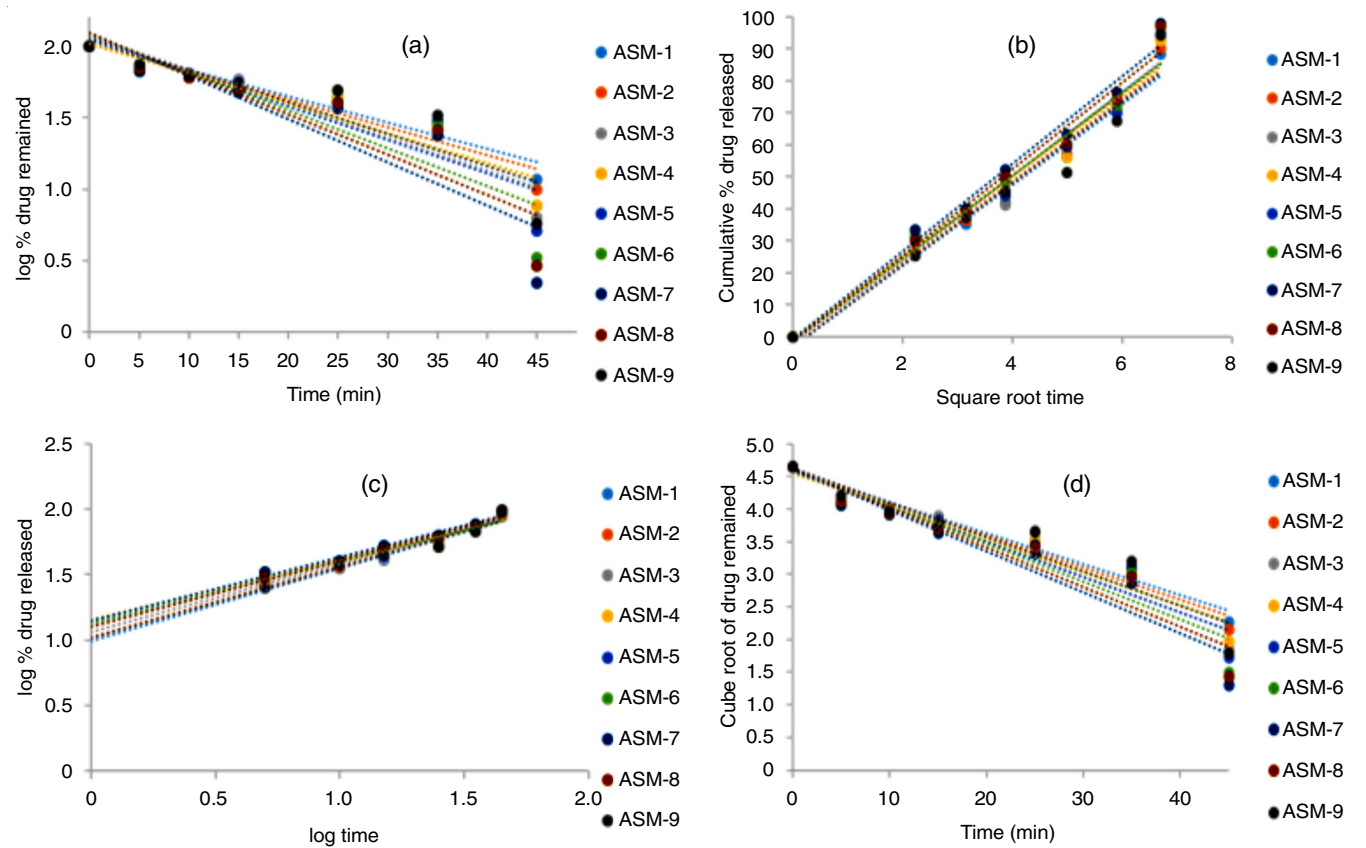 (a)
log % drug remained
2.0
1.5
1.0
0.5
0
0 5 10 15 20 25 30 35 40 45
Time (min)
ASM-1
ASM-2
ASM-3
ASM-4
ASM-5
ASM-6
ASM-7
ASM-8
ASM-9
(b)
Cumulative % drug released
100
90
80
70
60
50
40
30
20
10
0
0 2 4 6 8
Square root time
ASM-1
ASM-2
ASM-3
ASM-4
ASM-5
ASM-6
ASM-7
ASM-8
ASM-9
(c)
log % drug released
2.5
2.0
1.5
1.0
0.5
0
0 0.5 1.0 1.5 2.0
log time
ASM-1
ASM-2
ASM-3
ASM-4
ASM-5
ASM-6
ASM-7
ASM-8
ASM-9
(d)
Cube root of drug remained
5.0
4.5
4.0
3.5
3.0
2.5
2.0
1.5
1.0
0.5
0
0 10 20 30 40
Time (min)
ASM-1
ASM-2
ASM-3
ASM-4
ASM-5
ASM-6
ASM-7
ASM-8
ASM-9